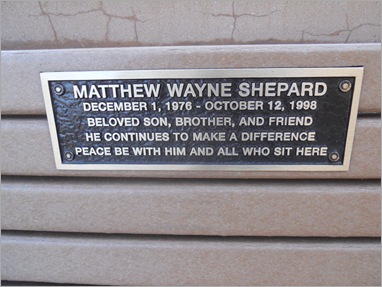 MATTHEW WAYNE SHEPARD
DECEMBER 1, 1976 - OCTOBER 12, 1998
BELOVED SON, BROTHER, AND FRIEND
HE CONTINUES TO MAKE A DIFFERENCE
PEACE BE WITH HIM AND ALL WHO SIT HERE